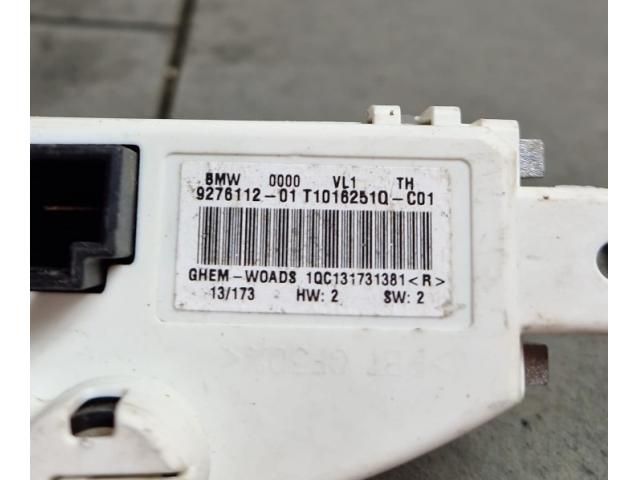 BMW 0000 VL1 TH
9276112-01 T1016251Q-C01
GHEM-WOADS 1QC131731381<R>
13/173 HW: 2 SW: 2